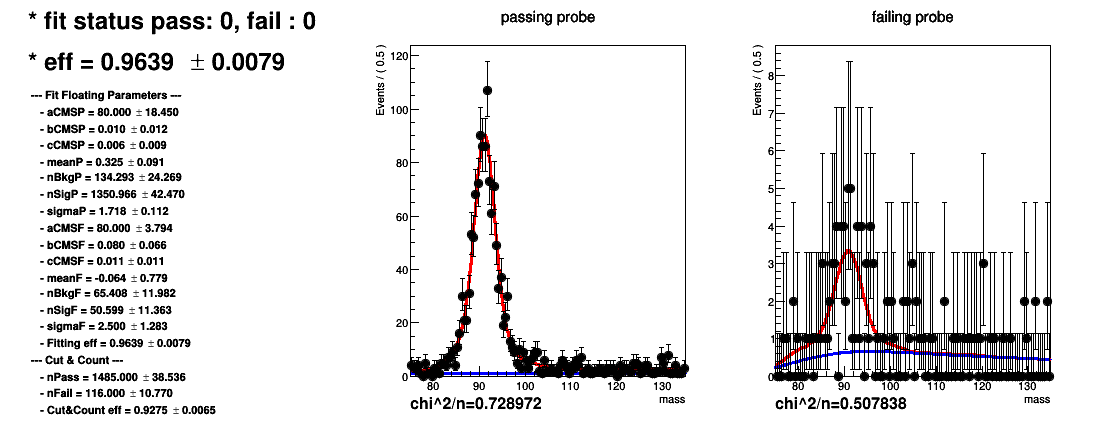 * fit status pass: 0, fail : 0
* eff = 0.9639 ± 0.0079
--- Fit Floating Parameters ---
- aCMSP = 80.000 ± 18.450
- bCMSP = 0.010 ± 0.012
- cCMSP = 0.006 ± 0.009
- meanP = 0.325 ± 0.091
- nBkgP = 134.293 ± 24.269
- nSigP = 1350.966 ± 42.470
- sigmaP = 1.718 ± 0.112
- aCMSF = 80.000 ± 3.794
- bCMSF = 0.080 ± 0.066
- cCMSF = 0.011 ± 0.011
- meanF = -0.064 ± 0.779
- nBkgF = 65.408 ± 11.982
- nSigF = 50.599 ± 11.363
- sigmaF = 2.500 ± 1.283
- Fitting eff = 0.9639 ± 0.0079
--- Cut & Count ---
- nPass = 1485.000 ± 38.536
- nFail = 116.000 ± 10.770
- Cut&Count eff = 0.9275 ± 0.0065
passing probe
Events / ( 0.5 )
120
100
80
60
40
20
0
80 90 100 110 120 130
mass
chi^2/n=0.728972
failing probe
Events / ( 0.5 )
8
7
6
5
4
3
2
1
0
80 90 100 110 120 130
mass
chi^2/n=0.507838